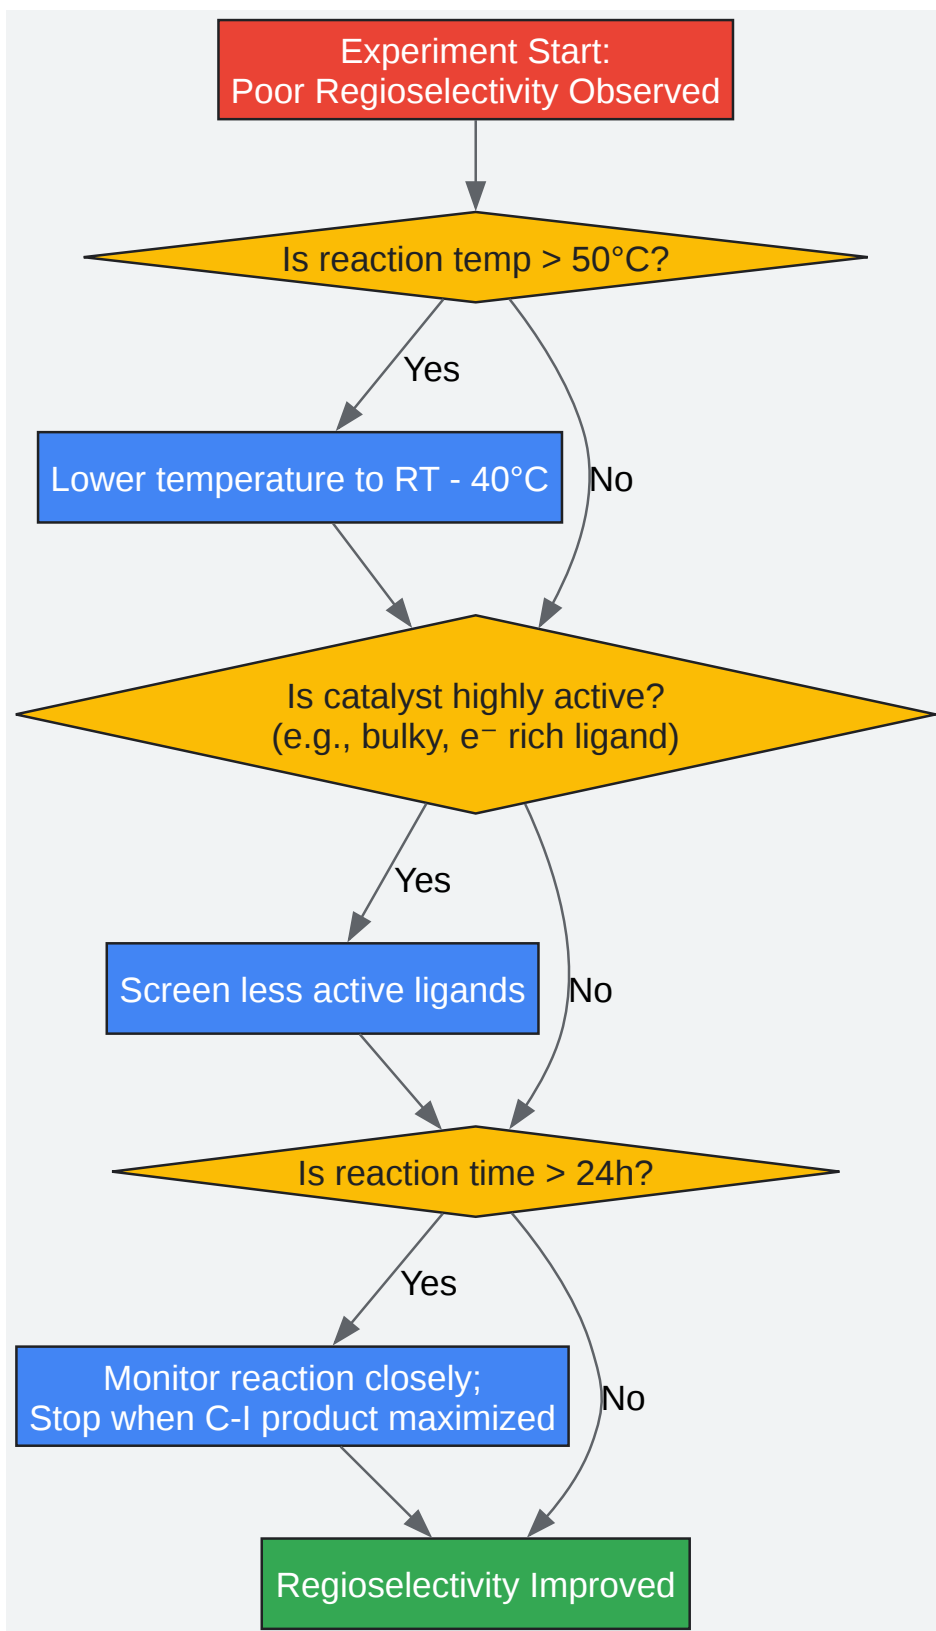 Experiment Start:
Poor Regioselectivity Observed
Is reaction temp > 50°C?
Yes
Lower temperature to RT - 40°C
No
Is catalyst highly active?
(e.g., bulky, e⁻ rich ligand)
Yes
Screen less active ligands
No
Is reaction time > 24h?
Yes
Monitor reaction closely;
Stop when C-I product maximized
No
Regioselectivity Improved